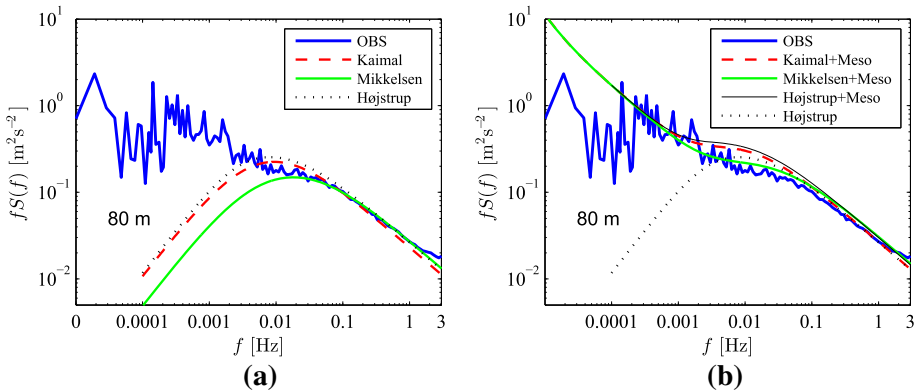 10^1
10^0
10^-1
10^-2
fS(f) [m^2 s^-2]
OBS
Kaimal
Mikkelsen
Højstrup
80 m
0 0.0001 0.001 0.01 0.1 1 3
f [Hz]
(a)
10^1
10^0
10^-1
10^-2
fS(f) [m^2 s^-2]
OBS
Kaimal+Meso
Mikkelsen+Meso
Højstrup+Meso
Højstrup
80 m
0.0001 0.001 0.01 0.1 1 3
f [Hz]
(b)